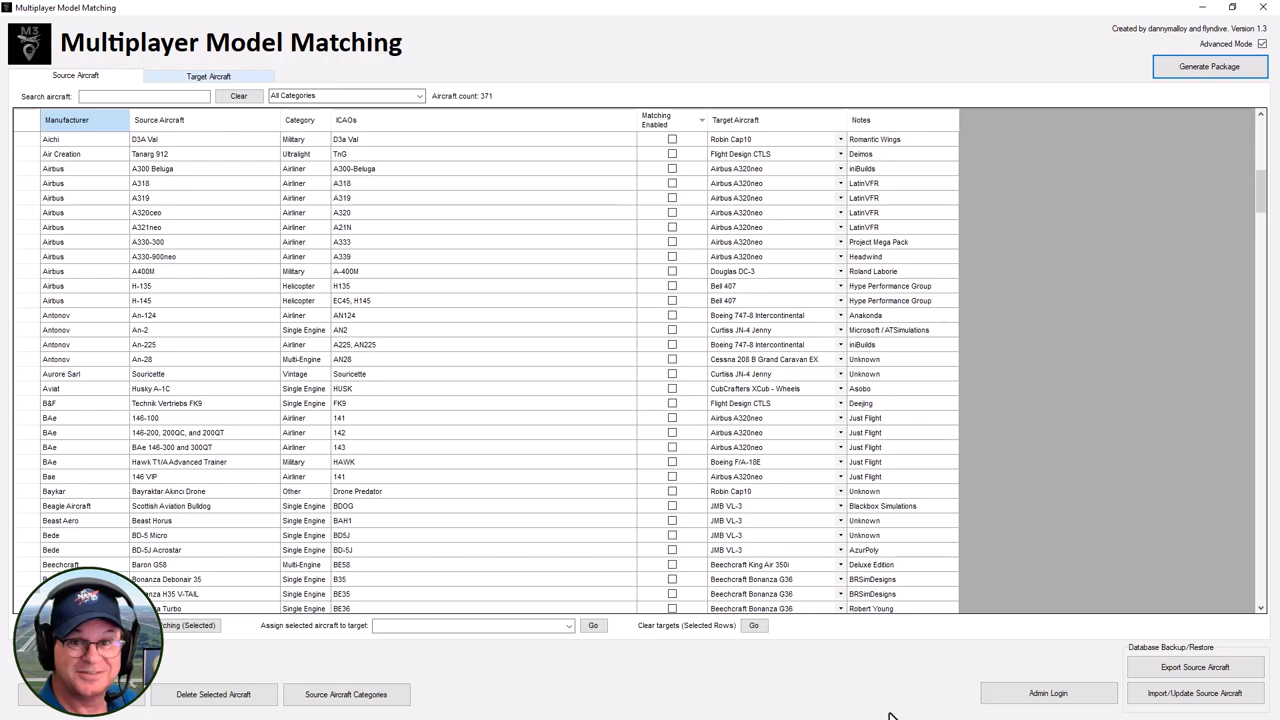 Multiplayer Model Matching
M3
Multiplayer Model Matching
Created by dannymalloy and flyndive. Version 1.3
Advanced Mode
Generate Package
Source Aircraft Target Aircraft
Search aircraft: Clear All Categories Aircraft count: 371
Manufacturer Source Aircraft Category ICAOs Matching Enabled Target Aircraft Notes
Aichi D3A Val Military D3a Val Robin Cap10 Romantic Wings
Air Creation Tanarg 912 Ultralight TnG Flight Design CTLS Deimos
Airbus A300 Beluga Airliner A300-Beluga Airbus A320neo iniBuilds
Airbus A318 Airliner A318 Airbus A320neo LatinVFR
Airbus A319 Airliner A319 Airbus A320neo LatinVFR
Airbus A320ceo Airliner A320 Airbus A320neo LatinVFR
Airbus A321neo Airliner A21N Airbus A320neo LatinVFR
Airbus A330-300 Airliner A333 Airbus A320neo Project Mega Pack
Airbus A330-900neo Airliner A339 Airbus A320neo Headwind
Airbus A400M Military A-400M Douglas DC-3 Roland Laborie
Airbus H-135 Helicopter H135 Bell 407 Hype Performance Group
Airbus H-145 Helicopter EC45, H145 Bell 407 Hype Performance Group
Antonov An-124 Airliner AN124 Boeing 747-8 Intercontinental Anakonda
Antonov An-2 Single Engine AN2 Curtiss JN-4 Jenny Microsoft / ATSimulations
Antonov An-225 Airliner A225, AN225 Boeing 747-8 Intercontinental iniBuilds
Antonov An-28 Multi-Engine AN28 Cessna 208 B Grand Caravan EX Unknown
Aurore Sarl Souricette Vintage Souricette Curtiss JN-4 Jenny Unknown
Aviat Husky A-1C Single Engine HUSK CubCrafters XCub - Wheels Asobo
B&F Technik Vertriebs FK9 Single Engine FK9 Flight Design CTLS Deejing
BAe 146-100 Airliner 141 Airbus A320neo Just Flight
BAe 146-200, 200QC, and 200QT Airliner 142 Airbus A320neo Just Flight
BAe BAe 146-300 and 300QT Airliner 143 Airbus A320neo Just Flight
BAe Hawk T1/A Advanced Trainer Military HAWK Boeing F/A-18E Just Flight
Bae 146 VIP Airliner 141 Airbus A320neo Just Flight
Baykar Bayraktar Akıncı Drone Other Drone Predator Robin Cap10 Unknown
Beagle Aircraft Scottish Aviation Bulldog Single Engine BDOG JMB VL-3 Blackbox Simulations
Beast Aero Beast Horus Single Engine BAH1 JMB VL-3 Unknown
Bede BD-5 Micro Single Engine BD5J JMB VL-3 Unknown
Bede BD-5J Acrostar Single Engine BD-5J JMB VL-3 AzurPoly
Beechcraft Baron G58 Multi-Engine BE58 Beechcraft King Air 350i Deluxe Edition
Bonanza Debonair 35 Single Engine B35 Beechcraft Bonanza G36 BRSimDesigns
onanza H35 V-TAIL Single Engine BE35 Beechcraft Bonanza G36 BRSimDesigns
a Turbo Single Engine BE36 Beechcraft Bonanza G36 Robert Young
tching (Selected) Assign selected aircraft to target: Go Clear targets (Selected Rows) Go
Database Backup/Restore
Export Source Aircraft
Delete Selected Aircraft Source Aircraft Categories Admin Login Import/Update Source Aircraft